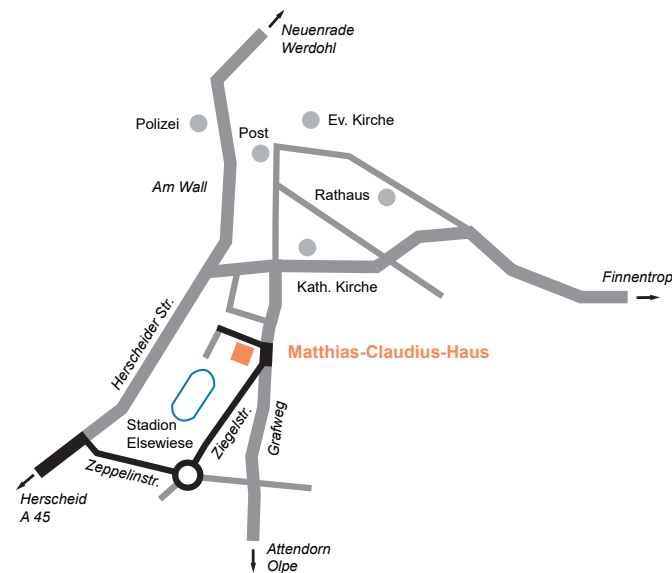 Neuenrade
Werdohl
Polizei
Ev. Kirche
Post
Am Wall
Rathaus
Finnentrop
Kath. Kirche
Herscheider Str.
Matthias-Claudius-Haus
Stadion
Elsewiese
Ziegelstr.
Grafweg
Zeppelinstr.
Herscheid
A 45
Attendorn
Olpe